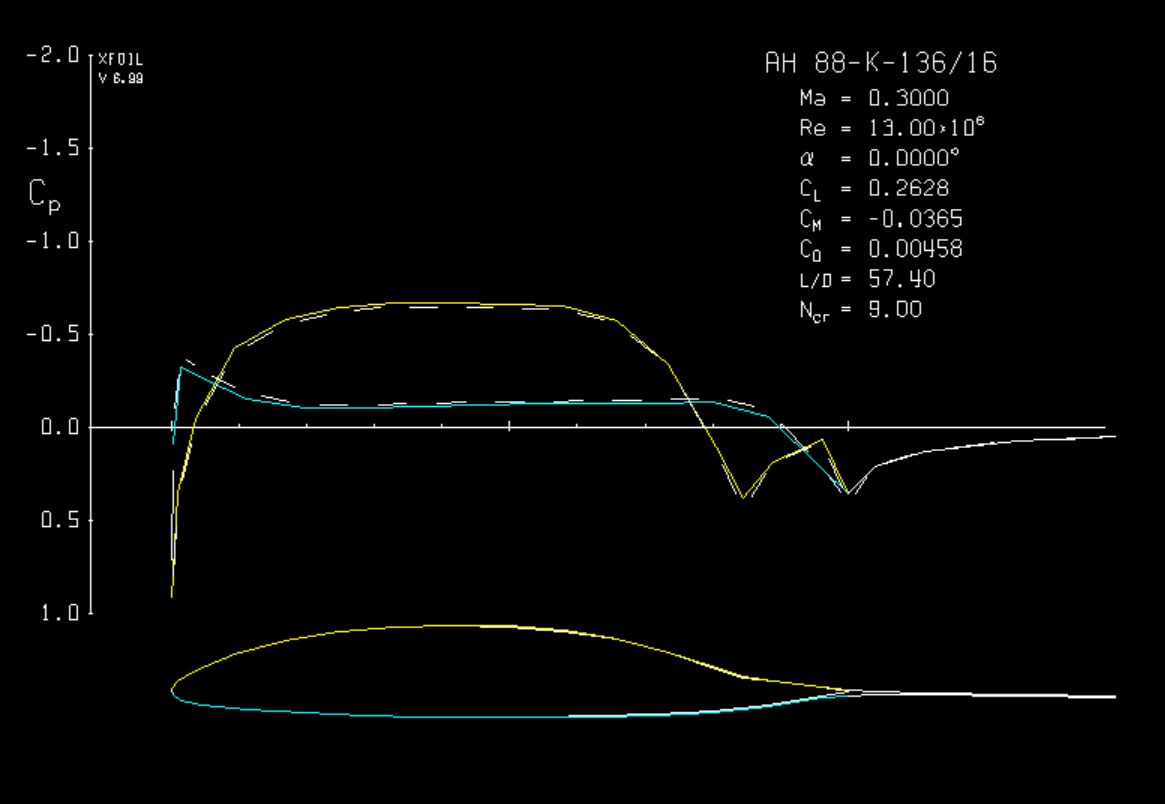 -2.0
XFOIL
V 6.99
-1.5
Cp
-1.0
-0.5
0.0
0.5
1.0
AH 88-K-136/16
Ma = 0.3000
Re = 13.00×10⁶
α = 0.0000°
CL = 0.2628
CM = -0.0365
CD = 0.00458
L/D = 57.40
Ncr = 9.00